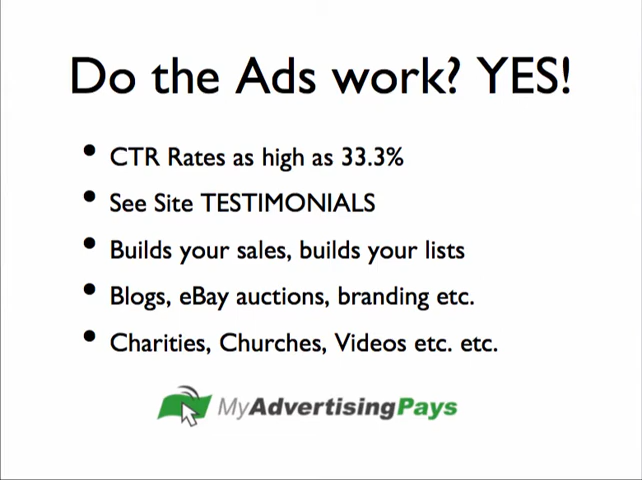 Do the Ads work? YES!
• CTR Rates as high as 33.3%
• See Site TESTIMONIALS
• Builds your sales, builds your lists
• Blogs, eBay auctions, branding etc.
• Charities, Churches, Videos etc. etc.
MyAdvertisingPays